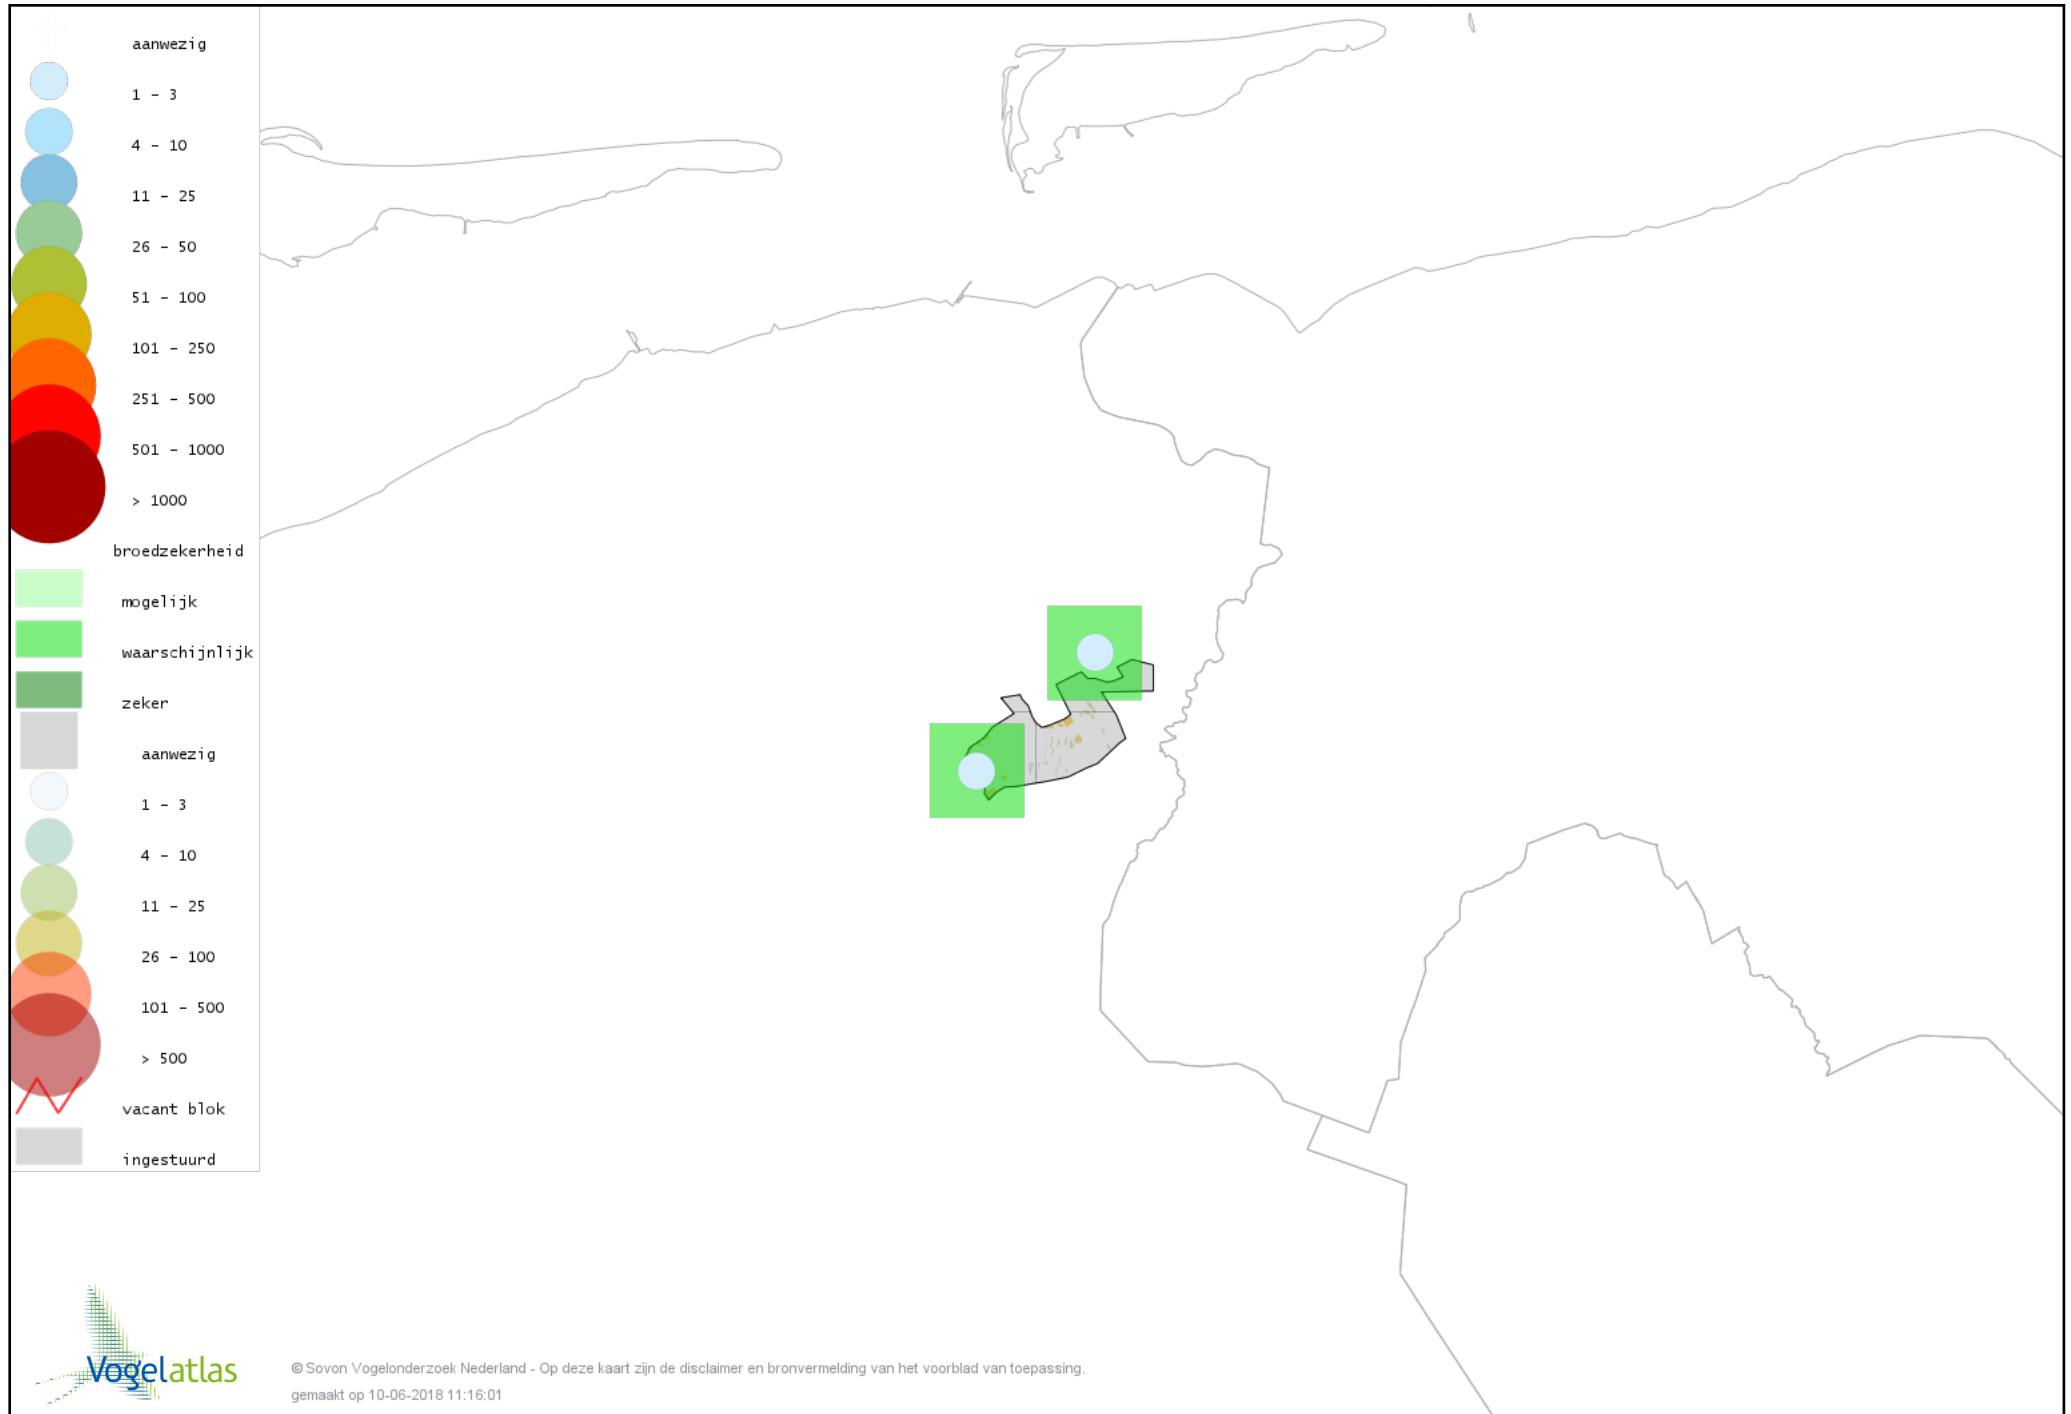 aanwezig
1 - 3
4 - 10
11 - 25
26 - 50
51 - 100
101 - 250
251 - 500
501 - 1000
> 1000
broedzekerheid
mogelijk
waarschijnlijk
zeker
aanwezig
1 - 3
4 - 10
11 - 25
26 - 100
101 - 500
> 500
vacant blok
ingestuurd
Vogelatlas
© Sovon Vogelonderzoek Nederland - Op deze kaart zijn de disclaimer en bronvermelding van het voorblad van toepassing.
gemaakt op 10-06-2018 11:16:01